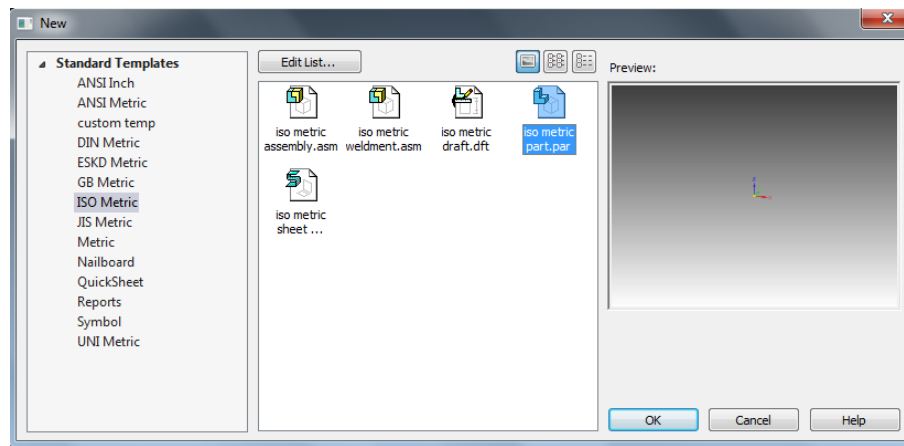 New
Standard Templates
ANSI Inch
ANSI Metric
custom temp
DIN Metric
ESKD Metric
GB Metric
ISO Metric
JIS Metric
Metric
Nailboard
QuickSheet
Reports
Symbol
UNI Metric
Edit List...
iso metric
assembly.asm
iso metric
weldment.asm
iso metric
draft.dft
iso metric
part.par
iso metric
sheet ...
Preview:
OK
Cancel
Help